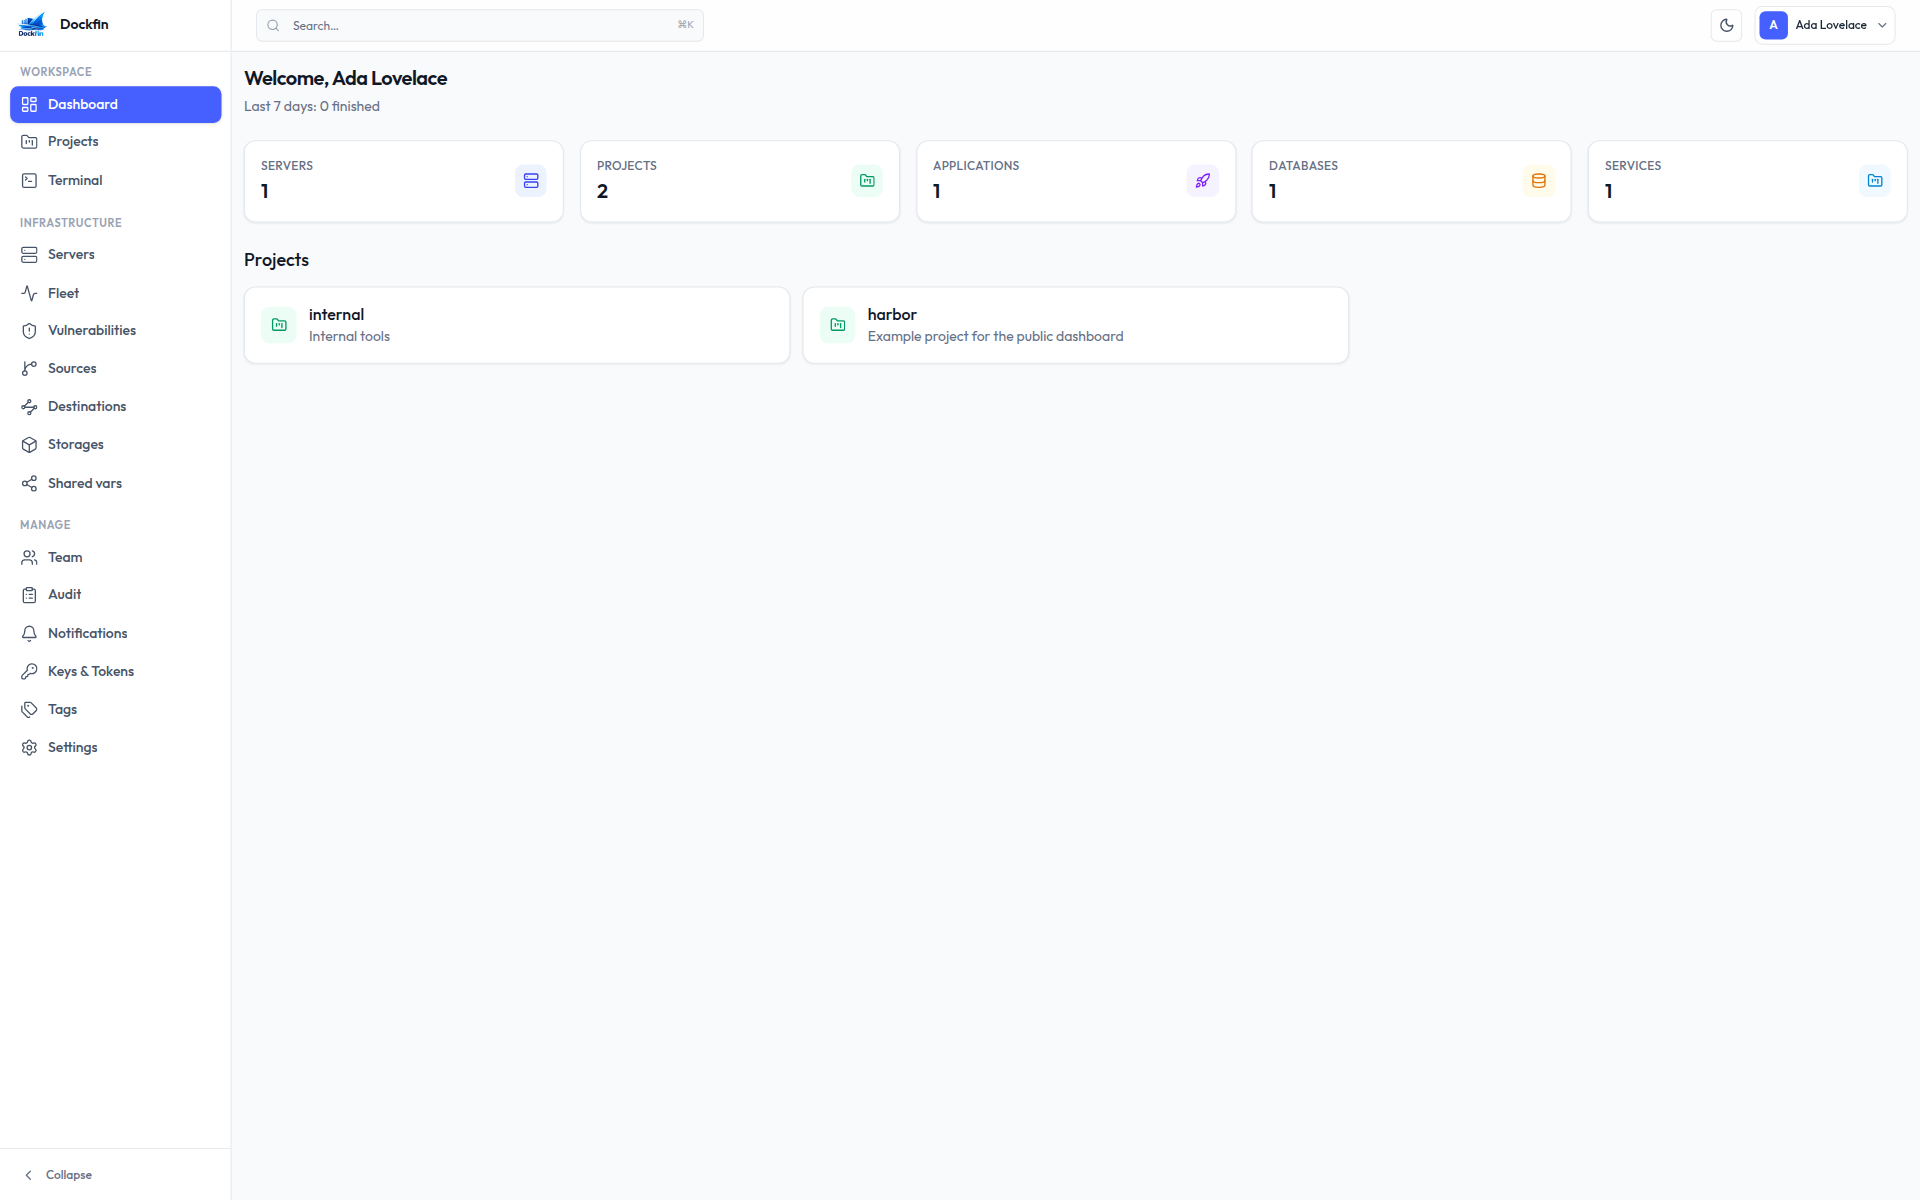 Dockfin
Dockfin
Search...
⌘K
A
Ada Lovelace
WORKSPACE
Dashboard
Projects
Terminal
INFRASTRUCTURE
Servers
Fleet
Vulnerabilities
Sources
Destinations
Storages
Shared vars
MANAGE
Team
Audit
Notifications
Keys & Tokens
Tags
Settings
Collapse
Welcome, Ada Lovelace
Last 7 days: 0 finished
SERVERS
1
PROJECTS
2
APPLICATIONS
1
DATABASES
1
SERVICES
1
Projects
internal
Internal tools
harbor
Example project for the public dashboard